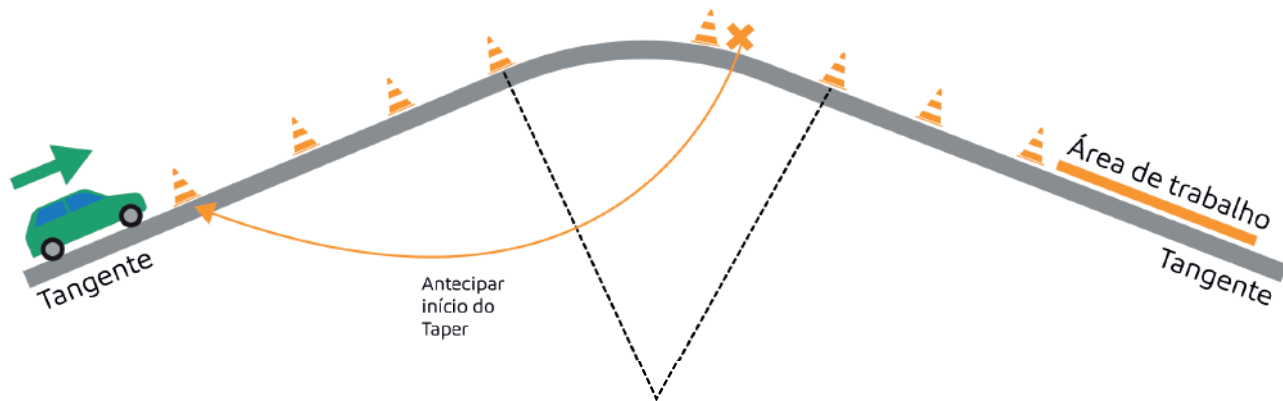 Tangente
Antecipar
início do
Taper
Área de trabalho
Tangente